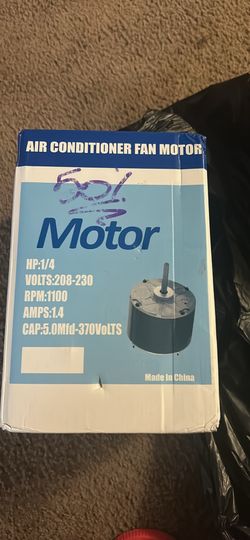 AIR CONDITIONER FAN MOTOR
50%
Motor
HP:1/4
VOLTS:208-230
RPM:1100
AMPS:1.4
CAP:5.0Mfd-370VoLTS
Made In China